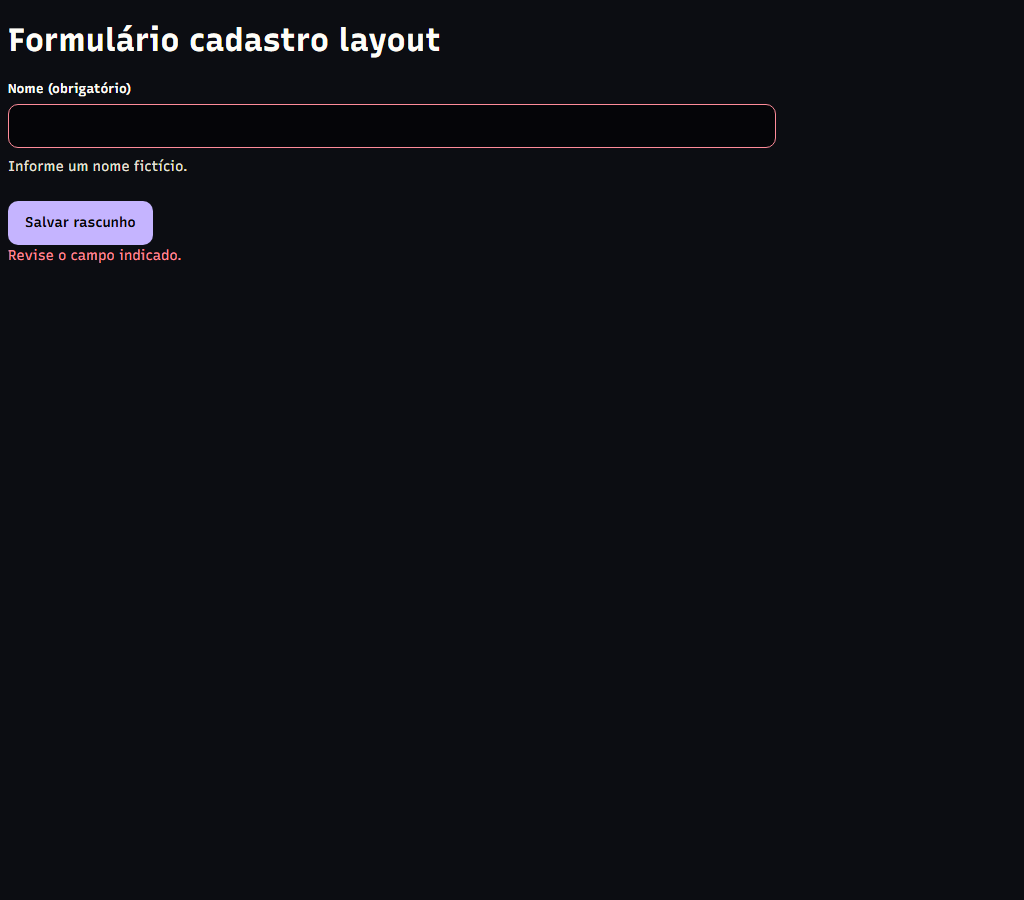 Formulário cadastro layout
Nome (obrigatório)
Informe um nome fictício.
Salvar rascunho
Revise o campo indicado.